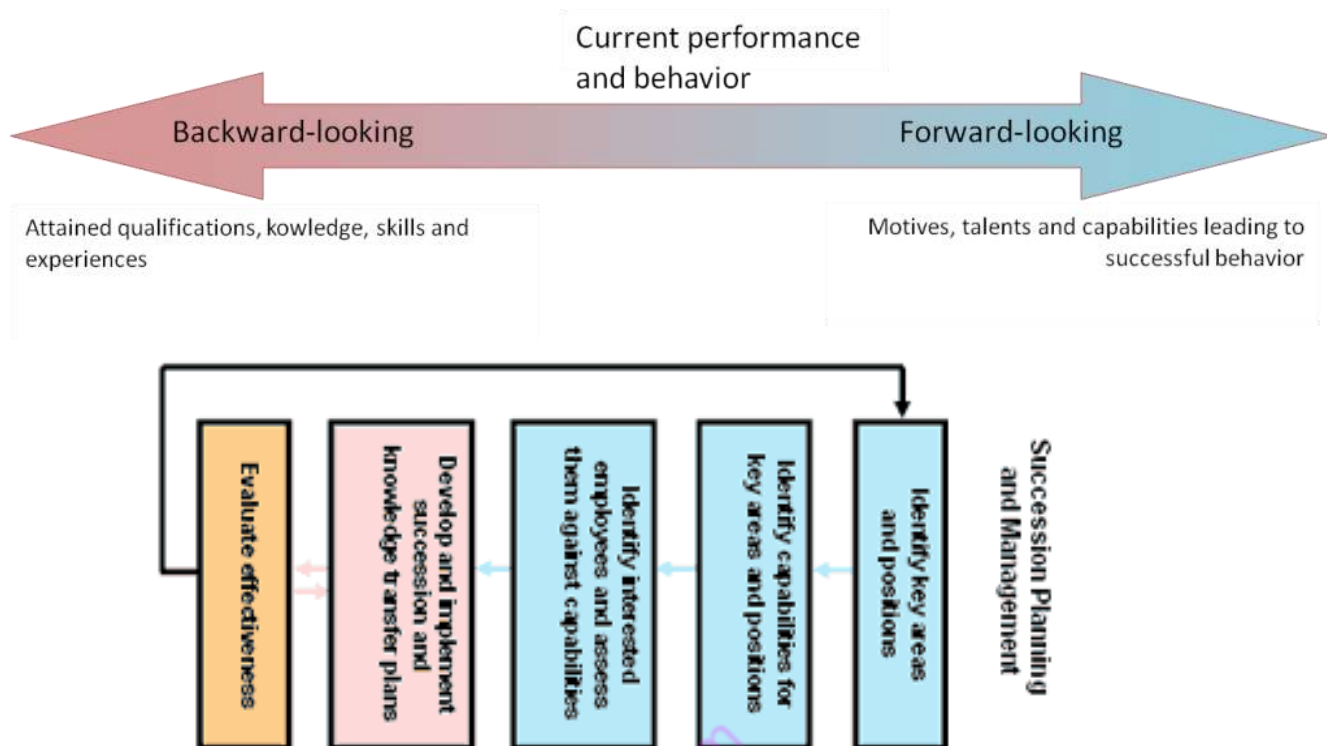 Current performance
and behavior
Backward-looking
Forward-looking
Attained qualifications, kowledge, skills and
experiences
Motives, talents and capabilities leading to
successful behavior
Succession Planning
and Management
Identify key areas
and positions
Identify capabilities for
key areas and positions
Identify interested
employees and assess
them against capabilities
Develop and implement
succession and
knowledge transfer plans
Evaluate effectiveness